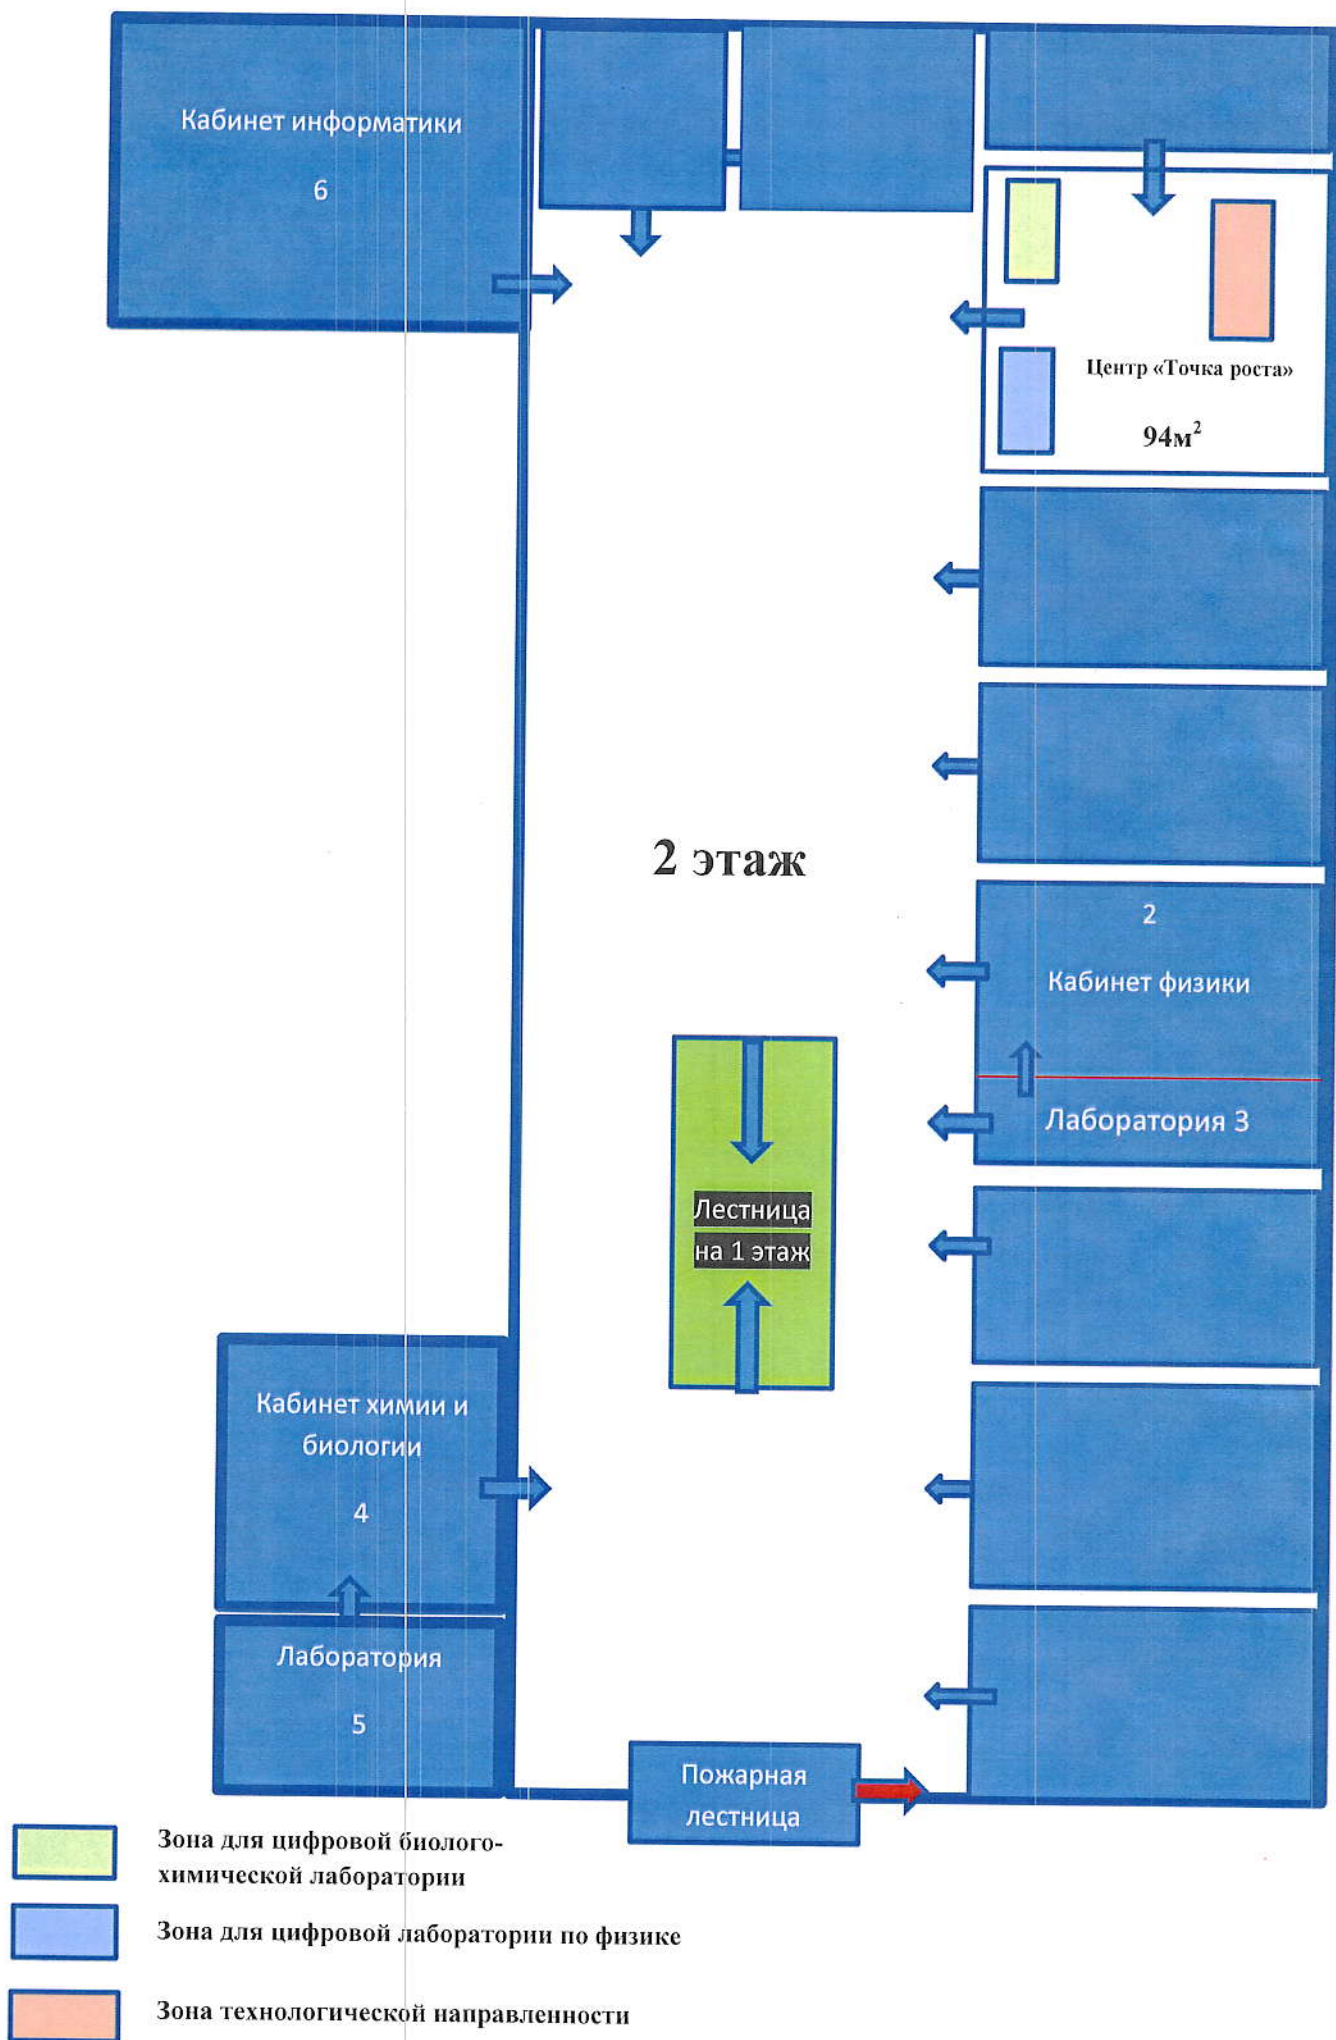 Кабинет информатики
6
Центр «Точка роста»
94м²
2 этаж
2
Кабинет физики
Лаборатория 3
Лестница
на 1 этаж
Кабинет химии и
биологии
4
Лаборатория
5
Пожарная
лестница
Зона для цифровой биолого-
химической лаборатории
Зона для цифровой лаборатории по физике
Зона технологической направленности